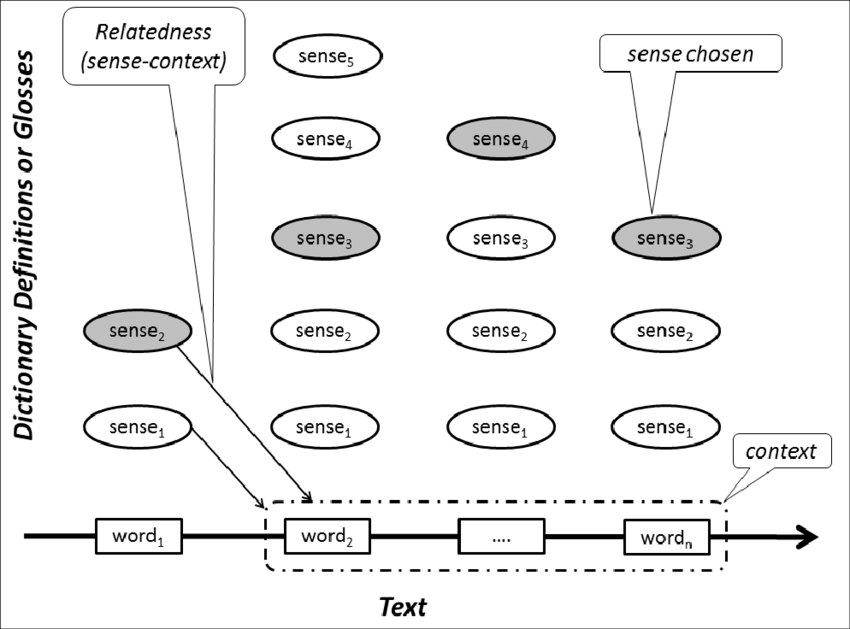 Relatedness
(sense-context)
sense chosen
Dictionary Definitions or Glosses
sense₅
sense₄
sense₄
sense₃
sense₃
sense₃
sense₂
sense₂
sense₂
sense₂
sense₁
sense₁
sense₁
sense₁
context
word₁
word₂
....
wordₙ
Text